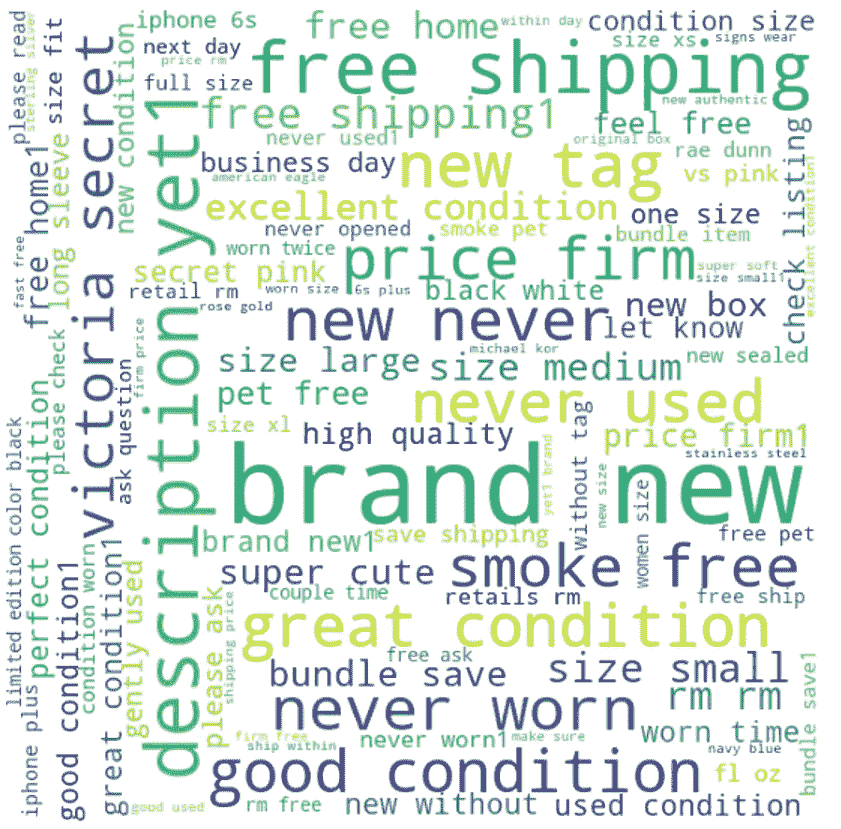 please read
sterling silver
size fit
victoria secret
new condition
iphone 6s
next day
price rm
full size
free home
within day
condition size
size xs
signs wear
free shipping
new authentic
free shipping1
feel free
never used1
original box
rae dunn
business day
new tag
american eagle
vs pink
excellent condition
one size
check listing
excellent condition1
never opened
smoke pet
bundle item
worn twice
price firm
super soft
secret pink
size small1
retail rm
worn size
6s plus
black white
new box
rose gold
new never
let know
michael kor
size large
size medium
new sealed
pet free
never used
size xl
high quality
price firm1
stainless steel
brand new
yet1 brand
without tag
new size
women size
brand new1
save shipping
free pet
super cute
smoke free
couple time
retails rm
free ship
great condition
free ask
bundle save
size small
never worn
rm rm
worn time
firm free
never worn1
make sure
ship within
navy blue
good condition
fl oz
bundle save1
good used
rm free
new without
used condition
description yet1
long sleeve
free home1
fast free
firm price
ask question
please check
perfect condition
limited edition
color black
iphone plus
good condition1
condition worn
great condition1
gently used
please ask
shipping price